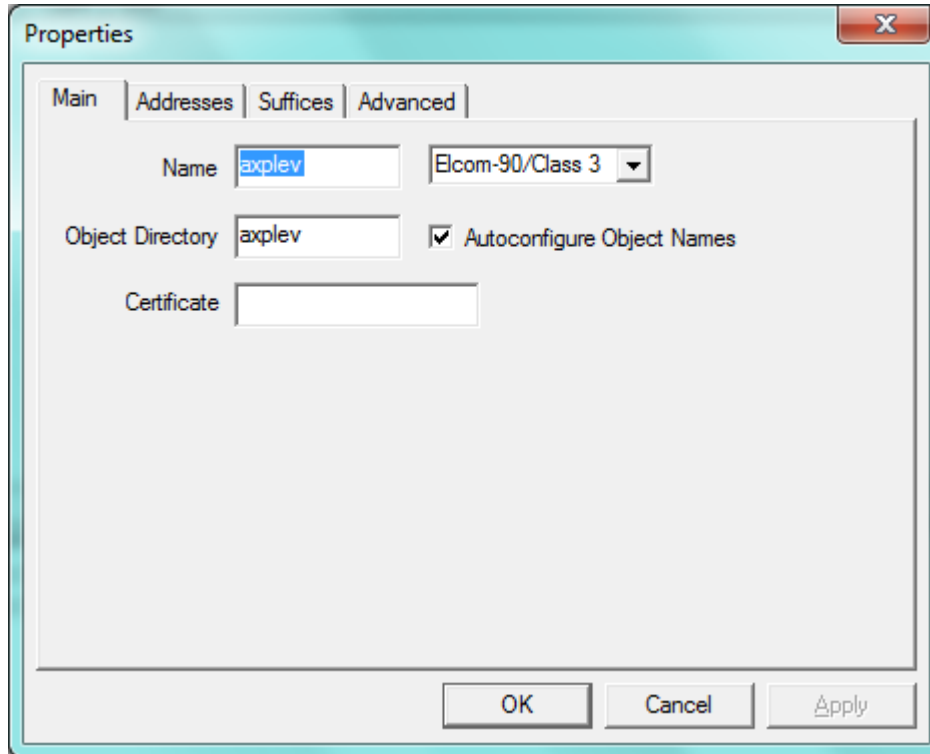 Properties
Main Addresses Suffices Advanced
Name axplev Elcom-90/Class 3
Object Directory axplev Autoconfigure Object Names
Certificate
OK Cancel Apply